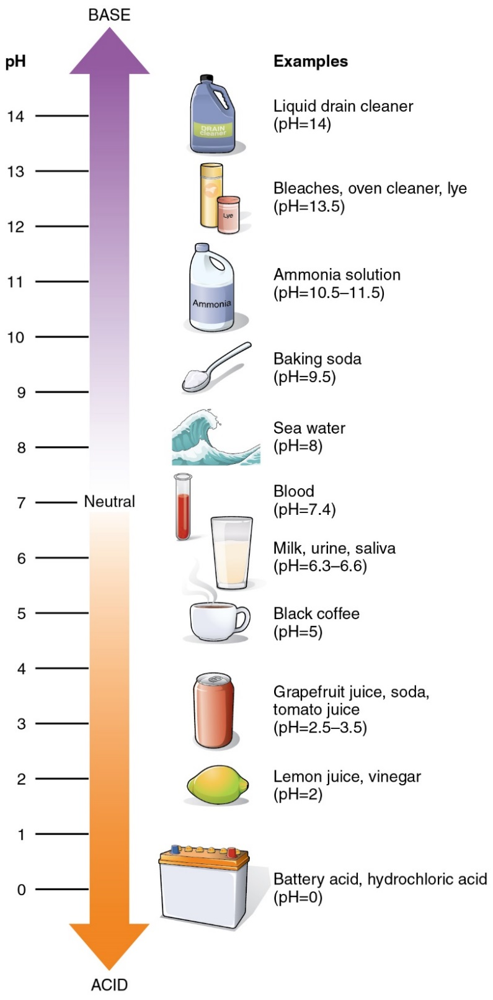 BASE
pH
Examples
14
DRAIN
cleaner
Liquid drain cleaner
(pH=14)
13
Bleaches, oven cleaner, lye
(pH=13.5)
Lye
12
11
Ammonia
Ammonia solution
(pH=10.5–11.5)
10
Baking soda
(pH=9.5)
9
Sea water
(pH=8)
8
7
Neutral
Blood
(pH=7.4)
6
Milk, urine, saliva
(pH=6.3–6.6)
5
Black coffee
(pH=5)
4
Grapefruit juice, soda,
tomato juice
(pH=2.5–3.5)
3
2
Lemon juice, vinegar
(pH=2)
1
0
Battery acid, hydrochloric acid
(pH=0)
ACID